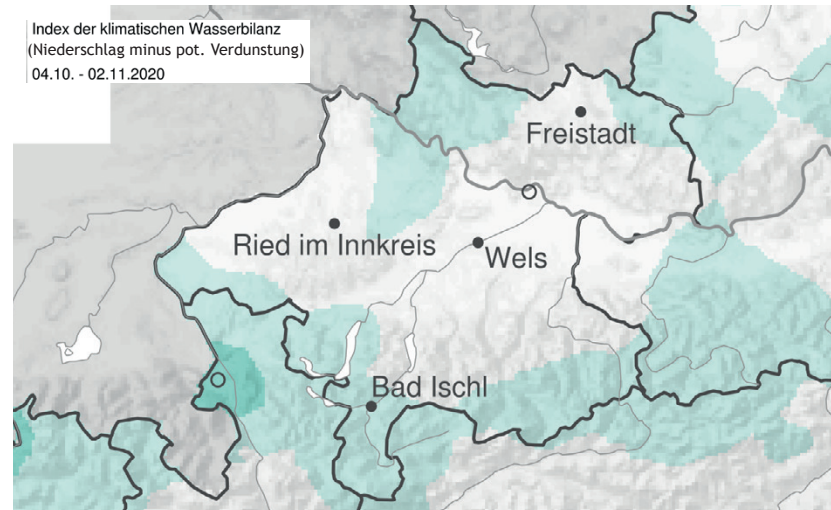 Index der klimatischen Wasserbilanz
(Niederschlag minus pot. Verdunstung)
04.10. - 02.11.2020
Freistadt
Ried im Innkreis
Wels
Bad Ischl